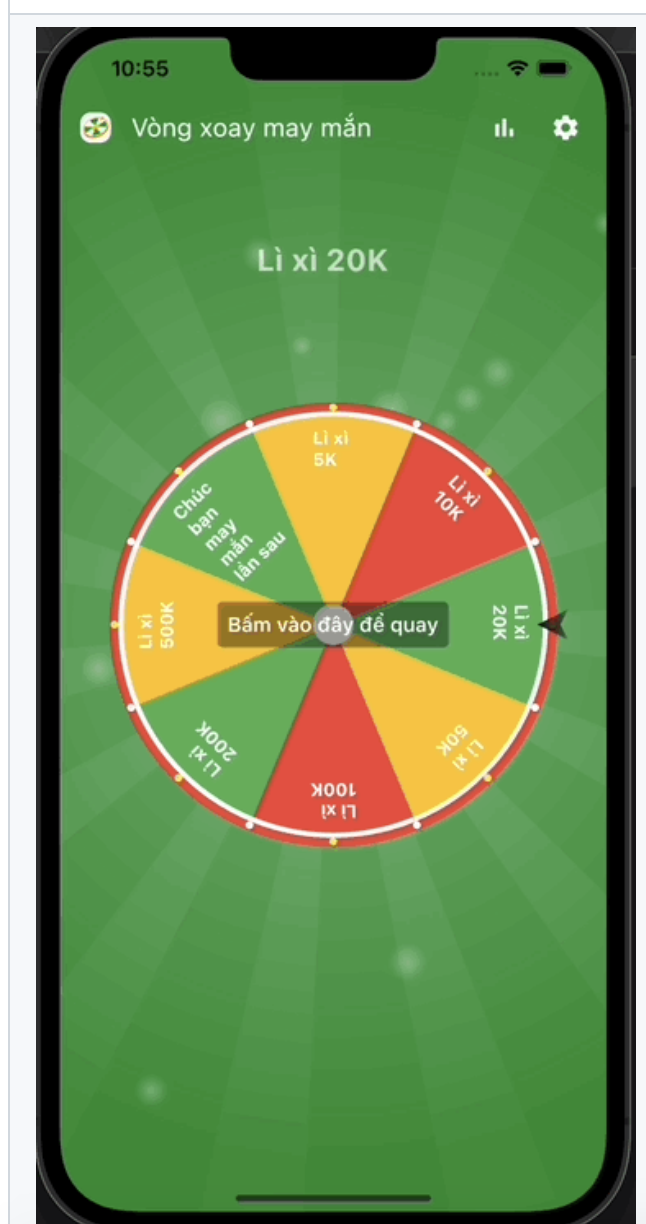 10:55
Vòng xoay may mắn
Lì xì 20K
Lì xì
5K
Lì xì
10K
Lì xì
20K
Lì xì
50K
Lì xì
100K
Lì xì
200K
Lì xì
500K
Chúc
bạn
may
mắn
lần sau
Bấm vào đây để quay